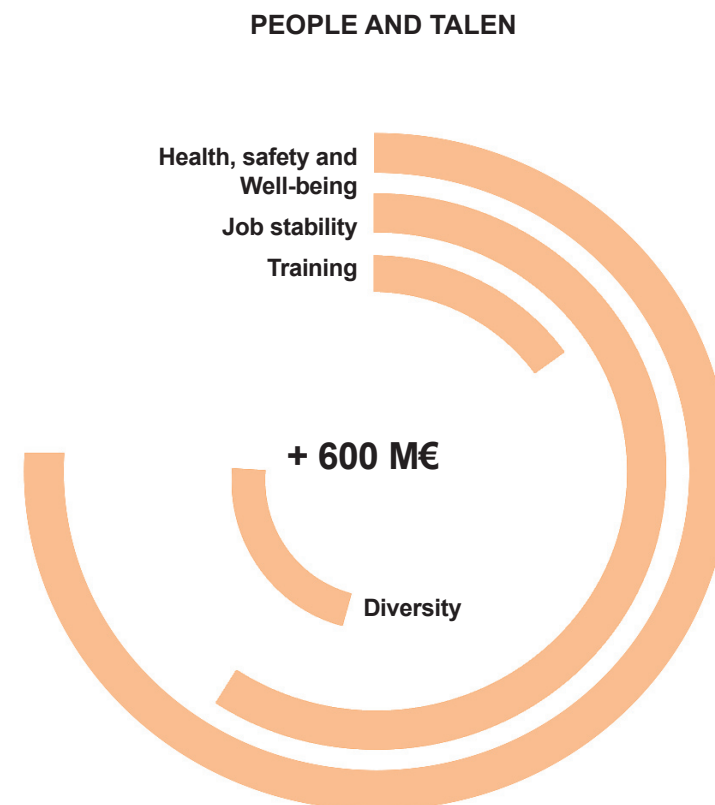 PEOPLE AND TALEN
Health, safety and
Well-being
Job stability
Training
+ 600 M€
Diversity